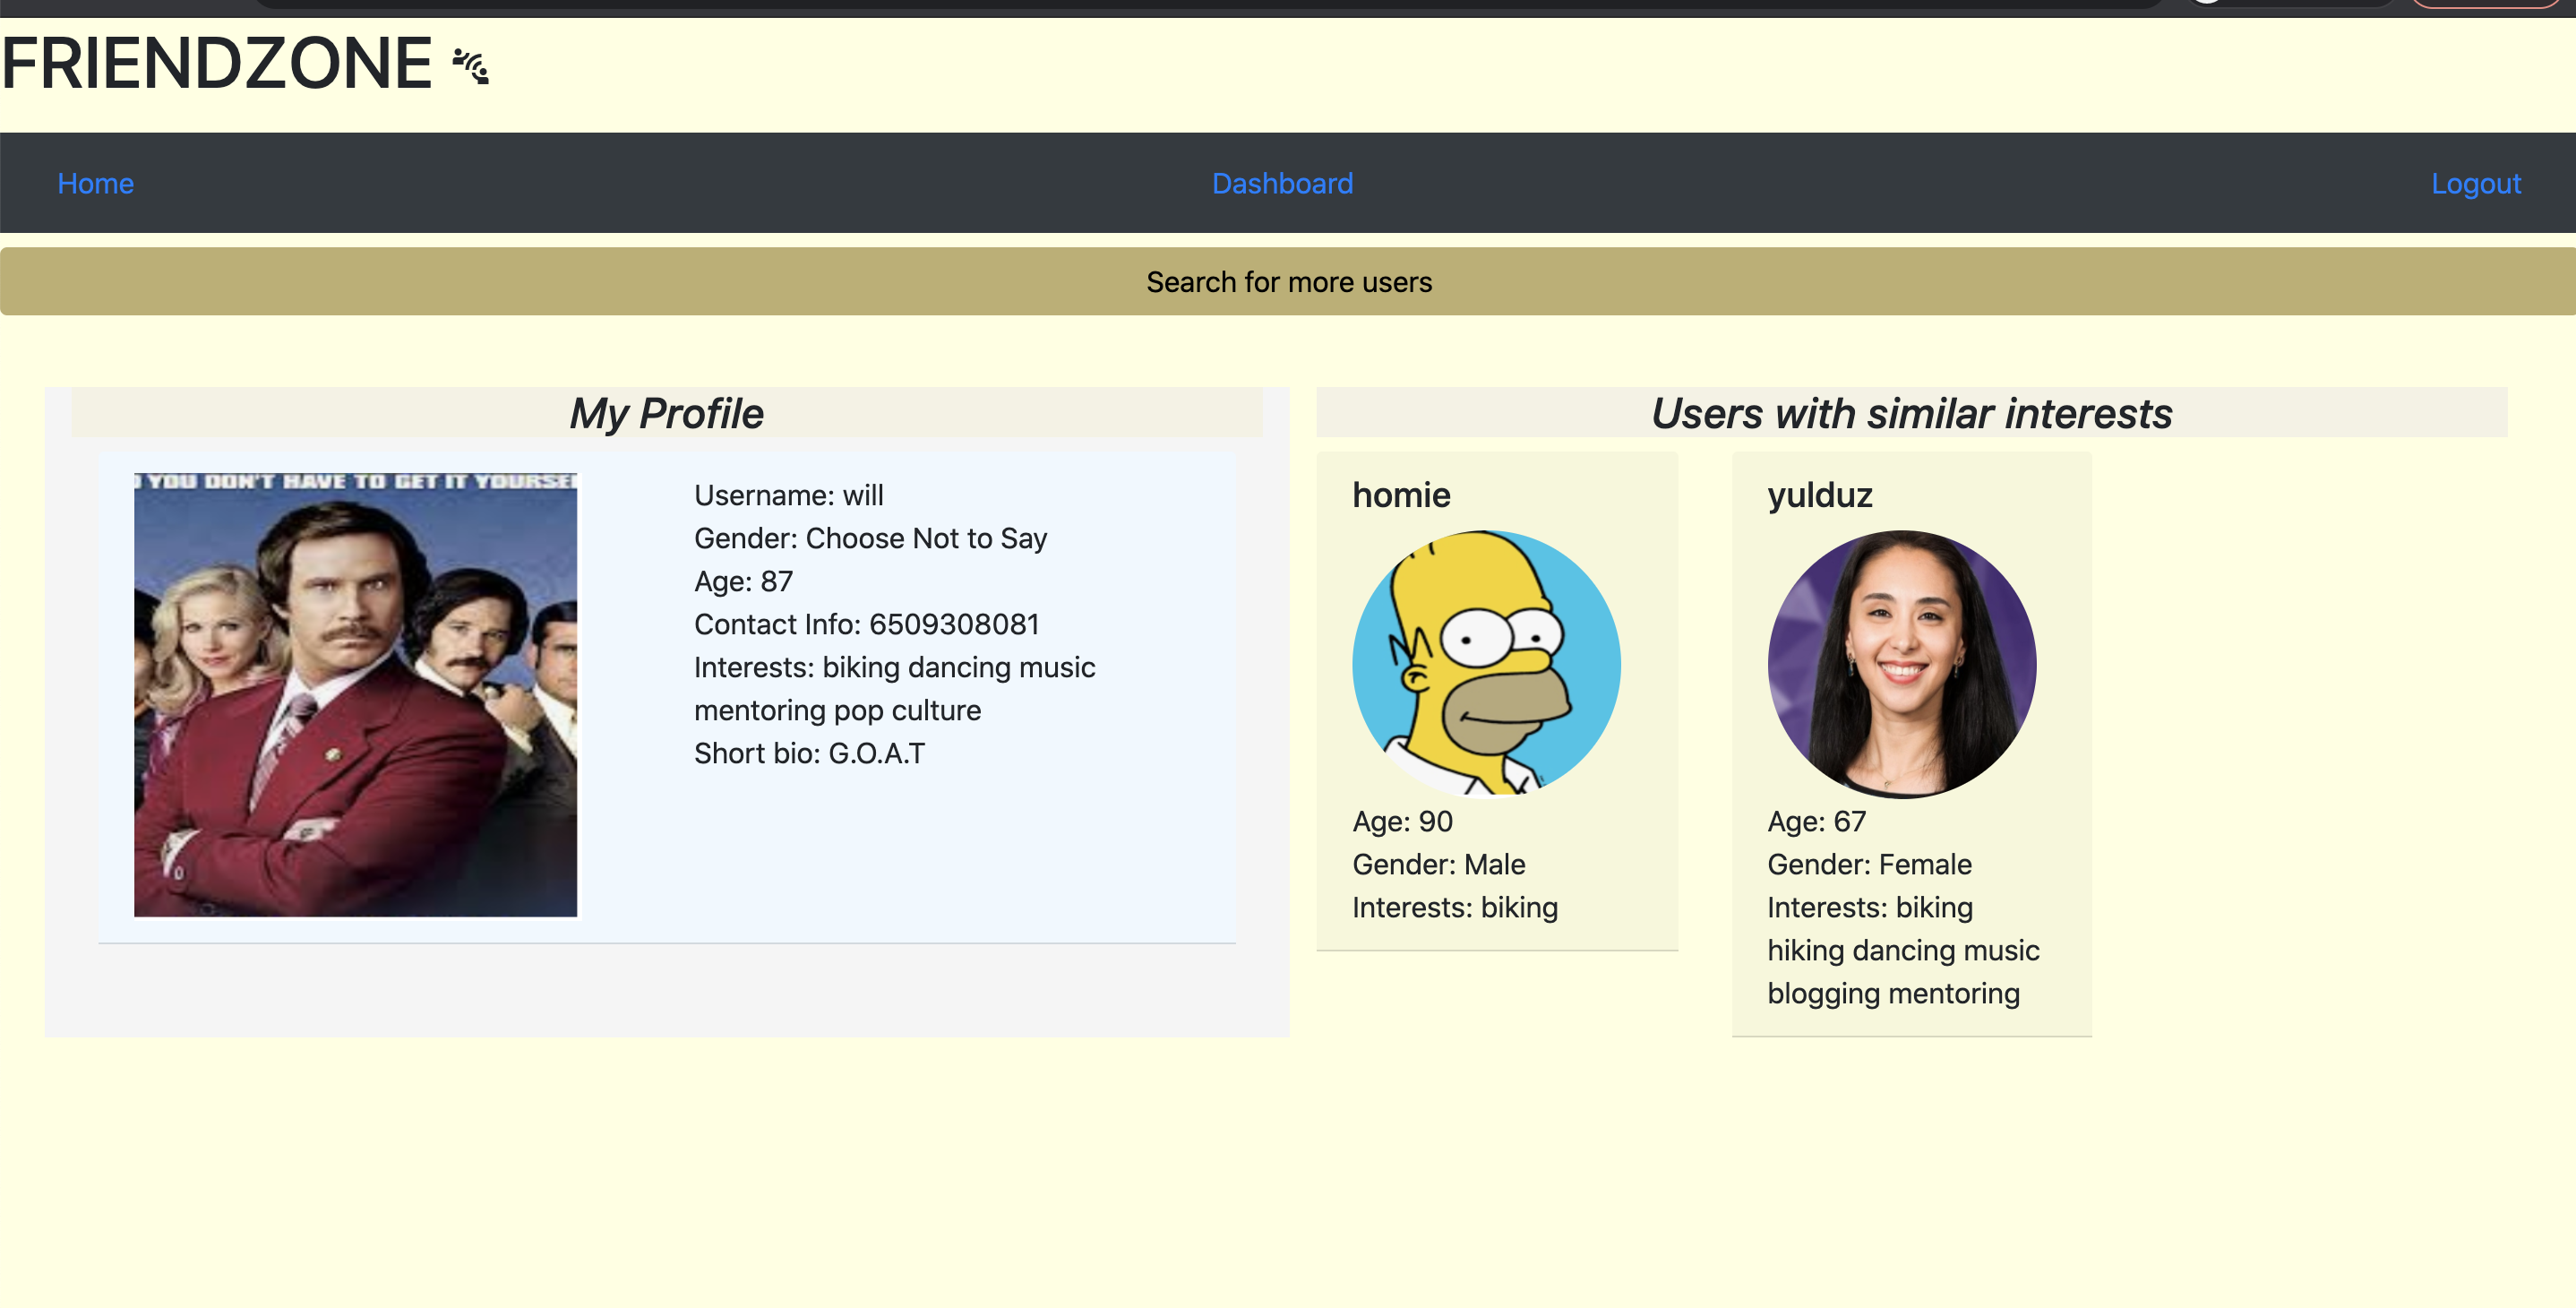 FRIENDZONE
Home
Dashboard
Logout
Search for more users
My Profile
YOU DON'T HAVE TO GET IT
Username: will
Gender: Choose Not to Say
Age: 87
Contact Info: 6509308081
Interests: biking dancing music
mentoring pop culture
Short bio: G.O.A.T
Users with similar interests
homie
Age: 90
Gender: Male
Interests: biking
yulduz
Age: 67
Gender: Female
Interests: biking
hiking dancing music
blogging mentoring